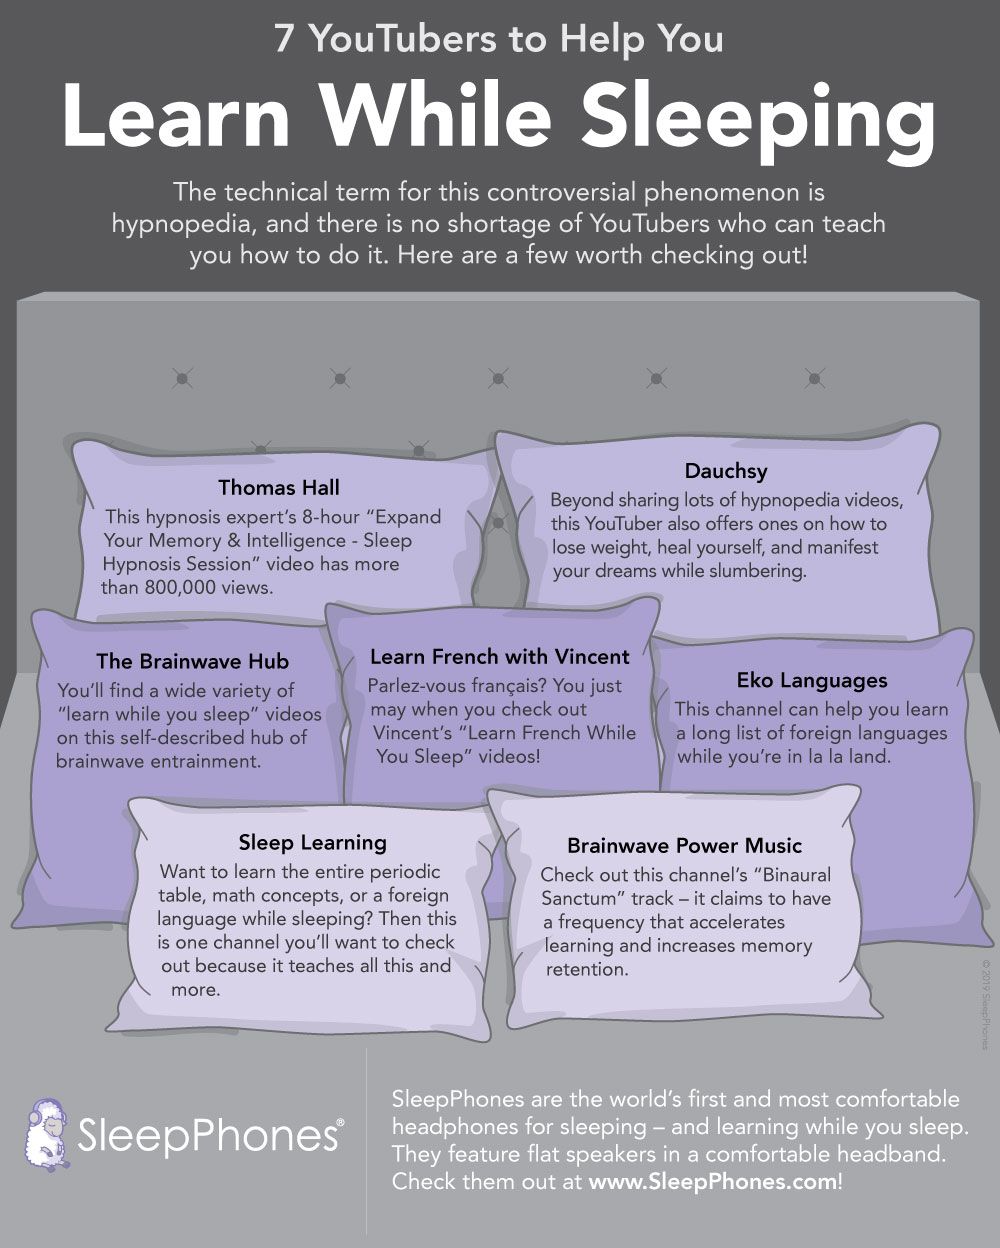 7 YouTubers to Help You
Learn While Sleeping
The technical term for this controversial phenomenon is
hypnopedia, and there is no shortage of YouTubers who can teach
you how to do it. Here are a few worth checking out!
Thomas Hall
This hypnosis expert's 8-hour “Expand
Your Memory & Intelligence - Sleep
Hypnosis Session” video has more
than 800,000 views.
Dauchsy
Beyond sharing lots of hypnopedia videos,
this YouTuber also offers ones on how to
lose weight, heal yourself, and manifest
your dreams while slumbering.
The Brainwave Hub
You'll find a wide variety of
“learn while you sleep” videos
on this self-described hub of
brainwave entrainment.
Learn French with Vincent
Parlez-vous français? You just
may when you check out
Vincent's “Learn French While
You Sleep” videos!
Eko Languages
This channel can help you learn
a long list of foreign languages
while you're in la la land.
Sleep Learning
Want to learn the entire periodic
table, math concepts, or a foreign
language while sleeping? Then this
is one channel you'll want to check
out because it teaches all this and
more.
Brainwave Power Music
Check out this channel's “Binaural
Sanctum” track – it claims to have
a frequency that accelerates
learning and increases memory
retention.
© 2019 SleepPhones
SleepPhones®
SleepPhones are the world's first and most comfortable
headphones for sleeping – and learning while you sleep.
They feature flat speakers in a comfortable headband.
Check them out at www.SleepPhones.com!